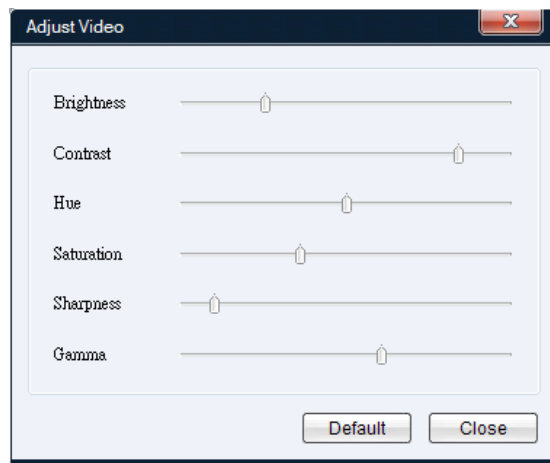 Adjust Video
Brightness
Contrast
Hue
Saturation
Sharpness
Gamma
Default Close